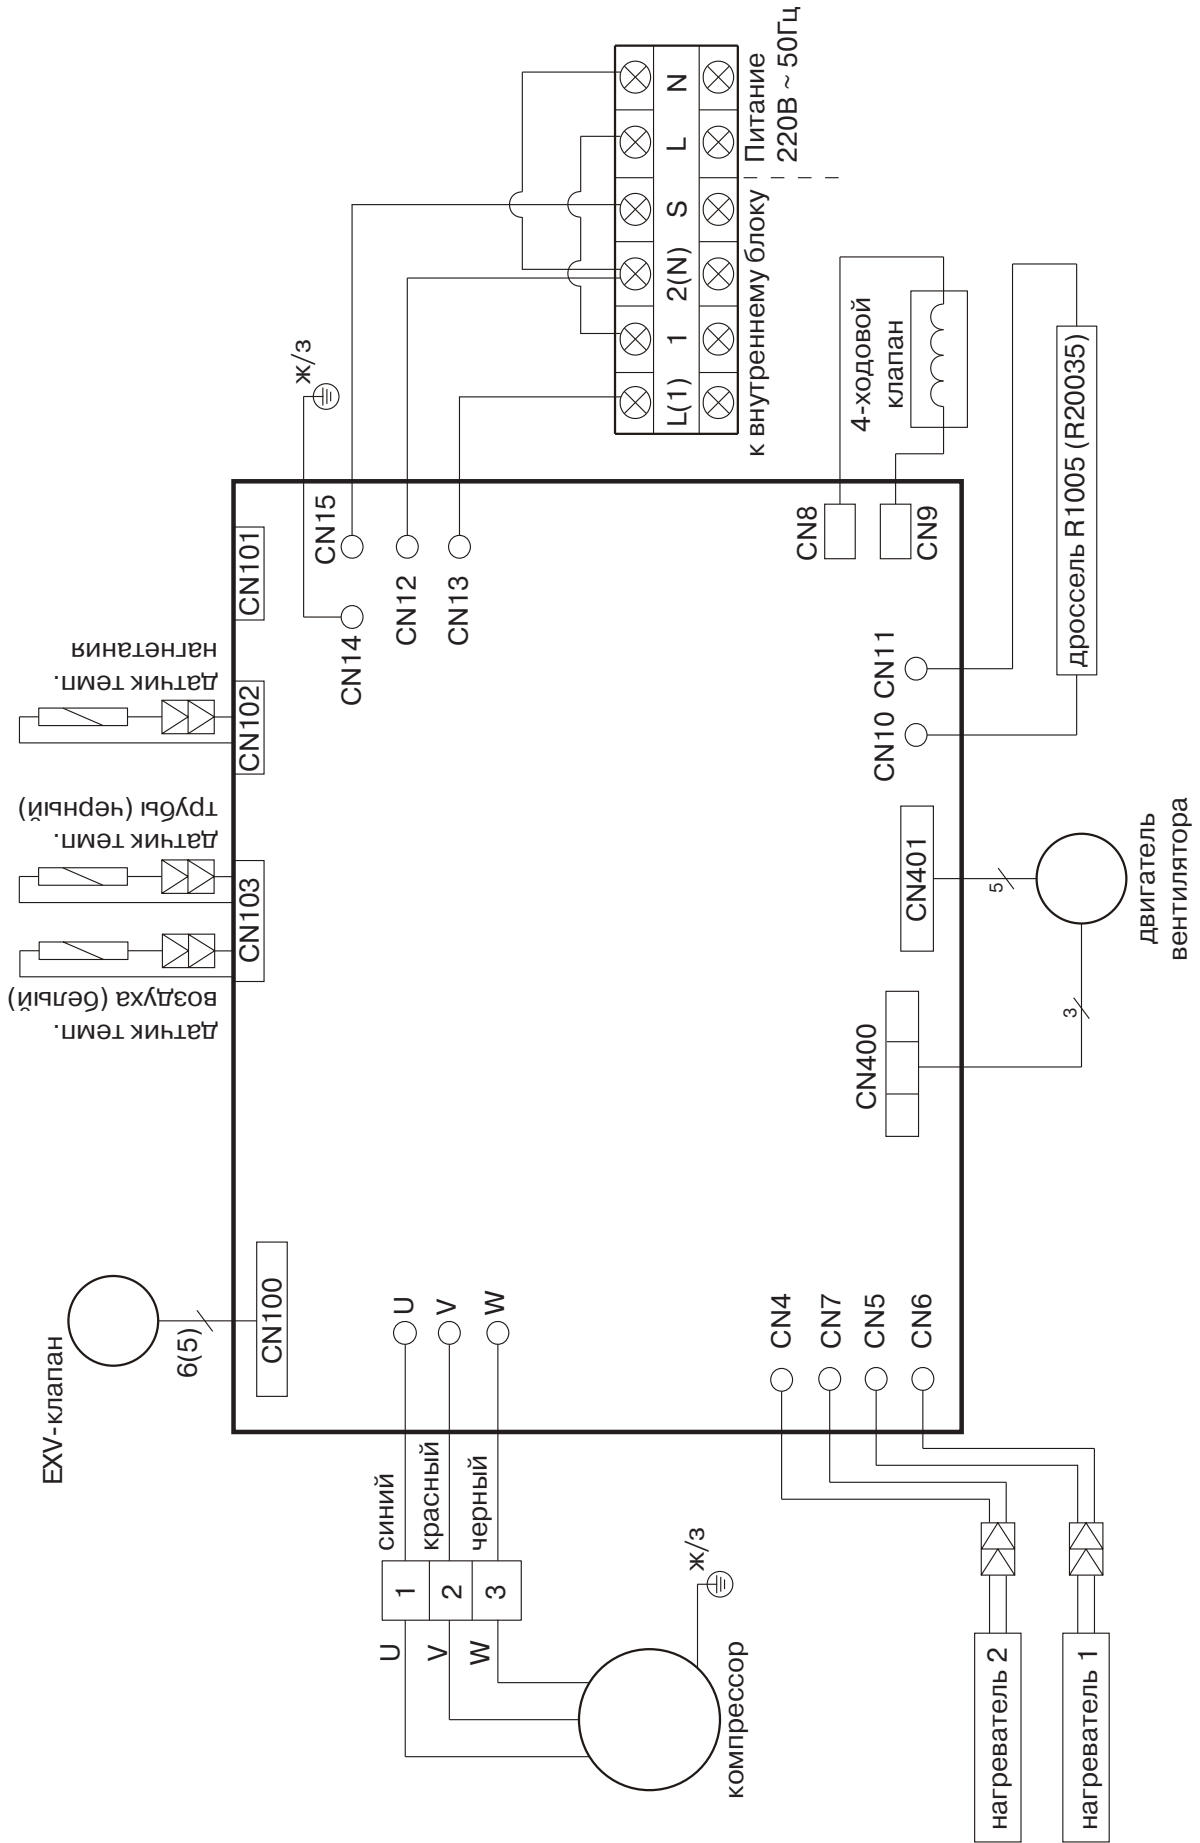 EXV-клапан
6(5)
CN100
датчик темп.
воздуха (белый)
датчик темп.
трубы (черный)
CN103
датчик темп.
нагнетания
CN102
CN101
ж/з
CN14
CN15
CN12
CN13
U
V
W
синий
красный
черный
1
2
3
U
V
W
компрессор
ж/з
L(1)
1
2(N)
S
L
N
к внутреннему блоку
Питание
220В ~ 50Гц
CN8
CN9
4-ходовой
клапан
CN10
CN11
дроссель R1005 (R20035)
CN401
5
CN400
3
двигатель
вентилятора
CN4
CN7
CN5
CN6
нагреватель 2
нагреватель 1